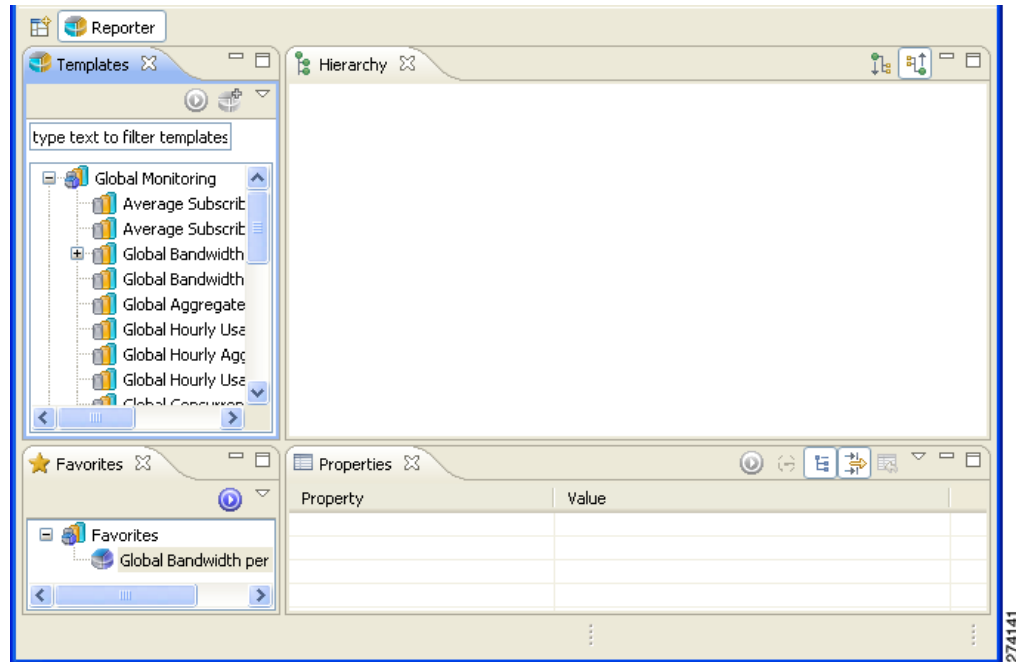 Reporter
Templates
Hierarchy
type text to filter templates
Global Monitoring
Average Subscrib
Average Subscrib
Global Bandwidth
Global Bandwidth
Global Aggregate
Global Hourly Usa
Global Hourly Agg
Global Hourly Usa
Global Concurren
Favorites
Properties
Property Value
Favorites
Global Bandwidth per
274141